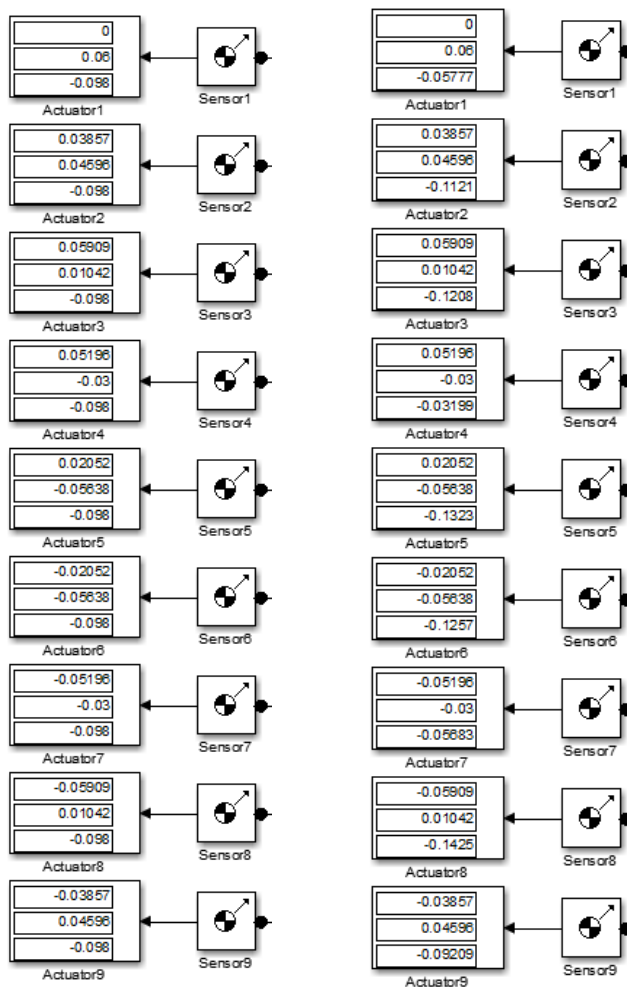 0
0.06
-0.098
Actuator1
Sensor1
0.03857
0.04596
-0.098
Actuator2
Sensor2
0.05909
0.01042
-0.098
Actuator3
Sensor3
0.05196
-0.03
-0.098
Actuator4
Sensor4
0.02052
-0.05638
-0.098
Actuator5
Sensor5
-0.02052
-0.05638
-0.098
Actuator6
Sensor6
-0.05196
-0.03
-0.098
Actuator7
Sensor7
-0.05909
0.01042
-0.098
Actuator8
Sensor8
-0.03857
0.04596
-0.098
Actuator9
Sensor9
0
0.06
-0.05777
Actuator1
Sensor1
0.03857
0.04596
-0.1121
Actuator2
Sensor2
0.05909
0.01042
-0.1208
Actuator3
Sensor3
0.05196
-0.03
-0.03199
Actuator4
Sensor4
0.02052
-0.05638
-0.1323
Actuator5
Sensor5
-0.02052
-0.05638
-0.1257
Actuator6
Sensor6
-0.05196
-0.03
-0.05683
Actuator7
Sensor7
-0.05909
0.01042
-0.1425
Actuator8
Sensor8
-0.03857
0.04596
-0.09209
Actuator9
Sensor9